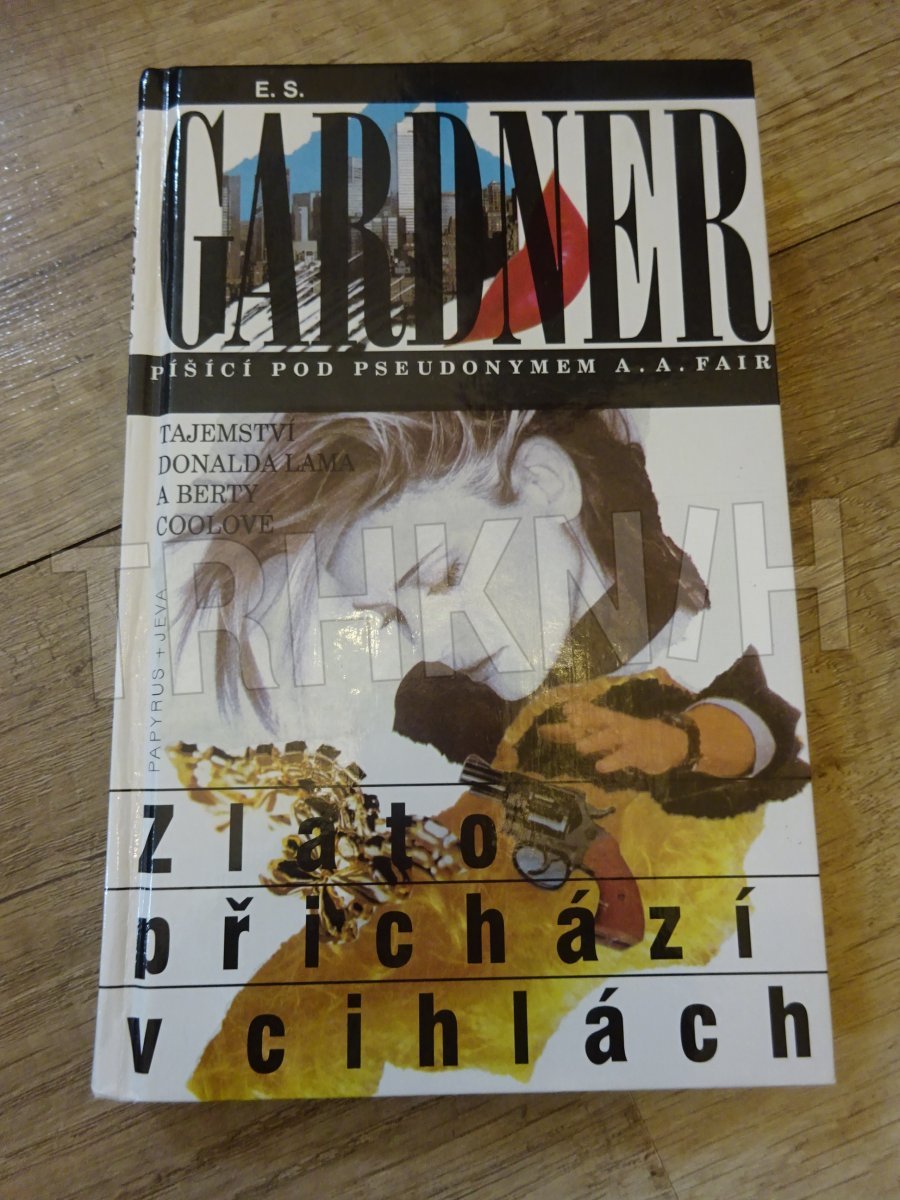 E. S.
GARDNER
PÍŠÍCÍ POD PSEUDONYMEM A. A. FAIR
TAJEMSTVÍ
DONALDA LAMA
A BERTY
COOLOVÉ
PAPYRUS + JEVA
TRHKNIH
Zlato
přichází
v cihlách